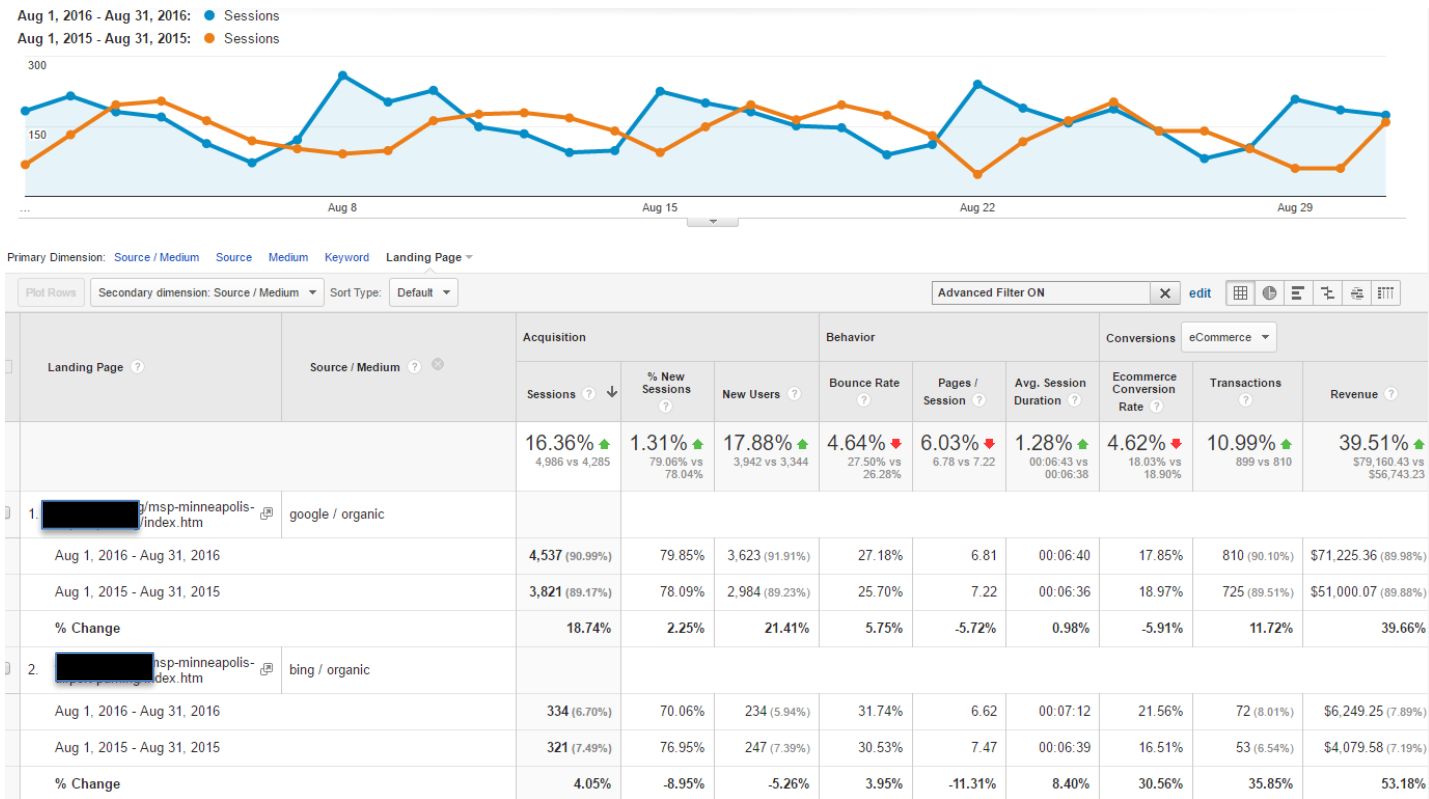 Aug 1, 2016 - Aug 31, 2016: Sessions
Aug 1, 2015 - Aug 31, 2015: Sessions
300
150
... Aug 8 Aug 15 Aug 22 Aug 29
Primary Dimension: Source / Medium Source Medium Keyword Landing Page
Plot Rows Secondary dimension: Source / Medium Sort Type: Default Advanced Filter ON edit
Acquisition Behavior Conversions eCommerce
Landing Page ? Source / Medium ? Sessions ? % New Sessions ? New Users ? Bounce Rate ? Pages / Session ? Avg. Session Duration ? Ecommerce Conversion Rate ? Transactions ? Revenue ?
16.36% 1.31% 17.88% 4.64% 6.03% 1.28% 4.62% 10.99% 39.51%
4,986 vs 4,285 79.06% vs 78.04% 3,942 vs 3,344 27.50% vs 26.28% 6.78 vs 7.22 00:06:43 vs 00:06:38 18.03% vs 18.90% 899 vs 810 $79,160.43 vs $56,743.23
1. /msp-minneapolis- google / organic
/index.htm
Aug 1, 2016 - Aug 31, 2016 4,537 (90.99%) 79.85% 3,623 (91.91%) 27.18% 6.81 00:06:40 17.85% 810 (90.10%) $71,225.36 (89.98%)
Aug 1, 2015 - Aug 31, 2015 3,821 (89.17%) 78.09% 2,984 (89.23%) 25.70% 7.22 00:06:36 18.97% 725 (89.51%) $51,000.07 (89.88%)
% Change 18.74% 2.25% 21.41% 5.75% -5.72% 0.98% -5.91% 11.72% 39.66%
2. msp-minneapolis- bing / organic
index.htm
Aug 1, 2016 - Aug 31, 2016 334 (6.70%) 70.06% 234 (5.94%) 31.74% 6.62 00:07:12 21.56% 72 (8.01%) $6,249.25 (7.89%)
Aug 1, 2015 - Aug 31, 2015 321 (7.49%) 76.95% 247 (7.39%) 30.53% 7.47 00:06:39 16.51% 53 (6.54%) $4,079.58 (7.19%)
% Change 4.05% -8.95% -5.26% 3.95% -11.31% 8.40% 30.56% 35.85% 53.18%